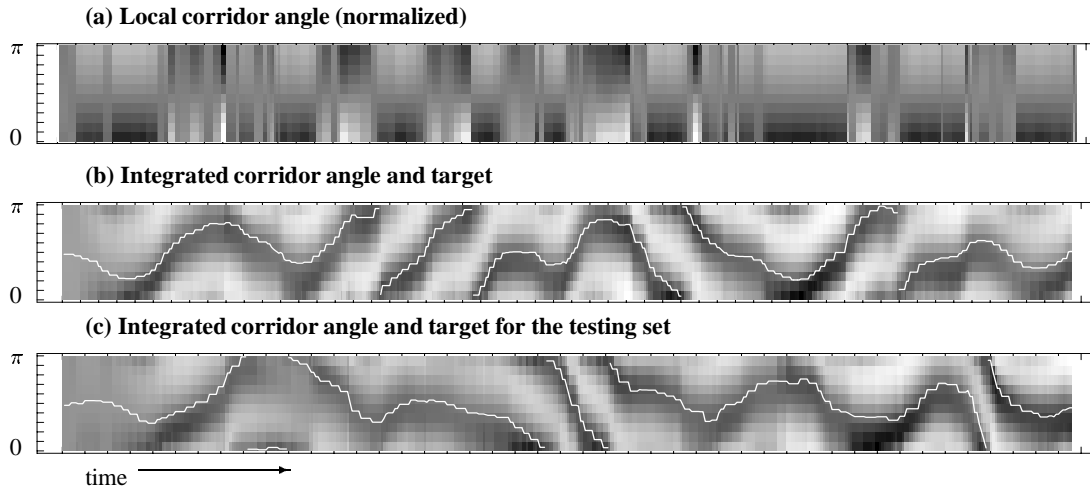 (a) Local corridor angle (normalized)
π
0
(b) Integrated corridor angle and target
π
0
(c) Integrated corridor angle and target for the testing set
π
0
time